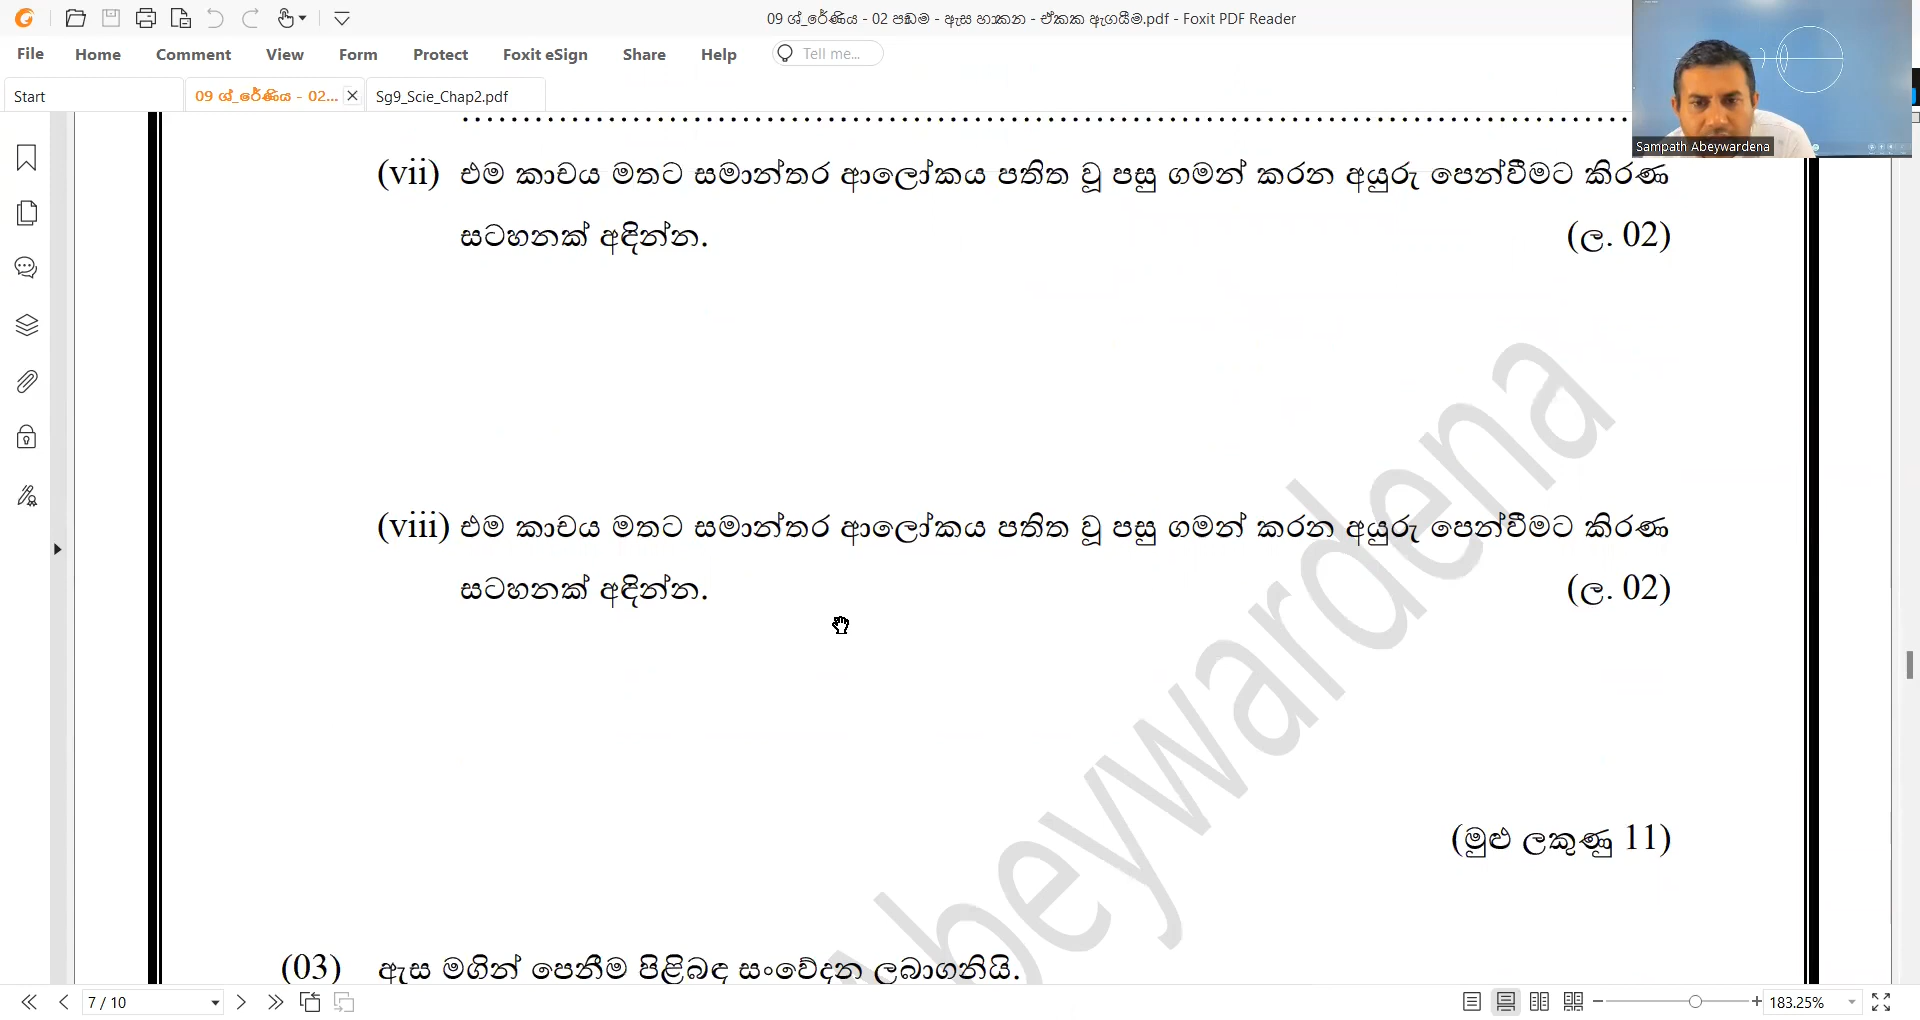 09 ශ්‍රේණිය - 02 පාඩම - ඇස හා කන - ඒකක ඇගයීම.pdf - Foxit PDF Reader
File Home Comment View Form Protect Foxit eSign Share Help Tell me...
Start 09 ශ්‍රේණිය - 02... Sg9_Scie_Chap2.pdf
Sampath Abeywardena
(vii) එම කාචය මතට සමාන්තර ආලෝකය පතිත වූ පසු ගමන් කරන අයුරු පෙන්වීමට කිරණ
සටහනක් අඳින්න. (ල. 02)
(viii) එම කාචය මතට සමාන්තර ආලෝකය පතිත වූ පසු ගමන් කරන අයුරු පෙන්වීමට කිරණ
සටහනක් අඳින්න. (ල. 02)
(මුළු ලකුණු 11)
(03) ඇස මගින් පෙනීම පිළිබඳ සංවේදන ලබාගනියි.
Abeywardena
7 / 10 183.25%